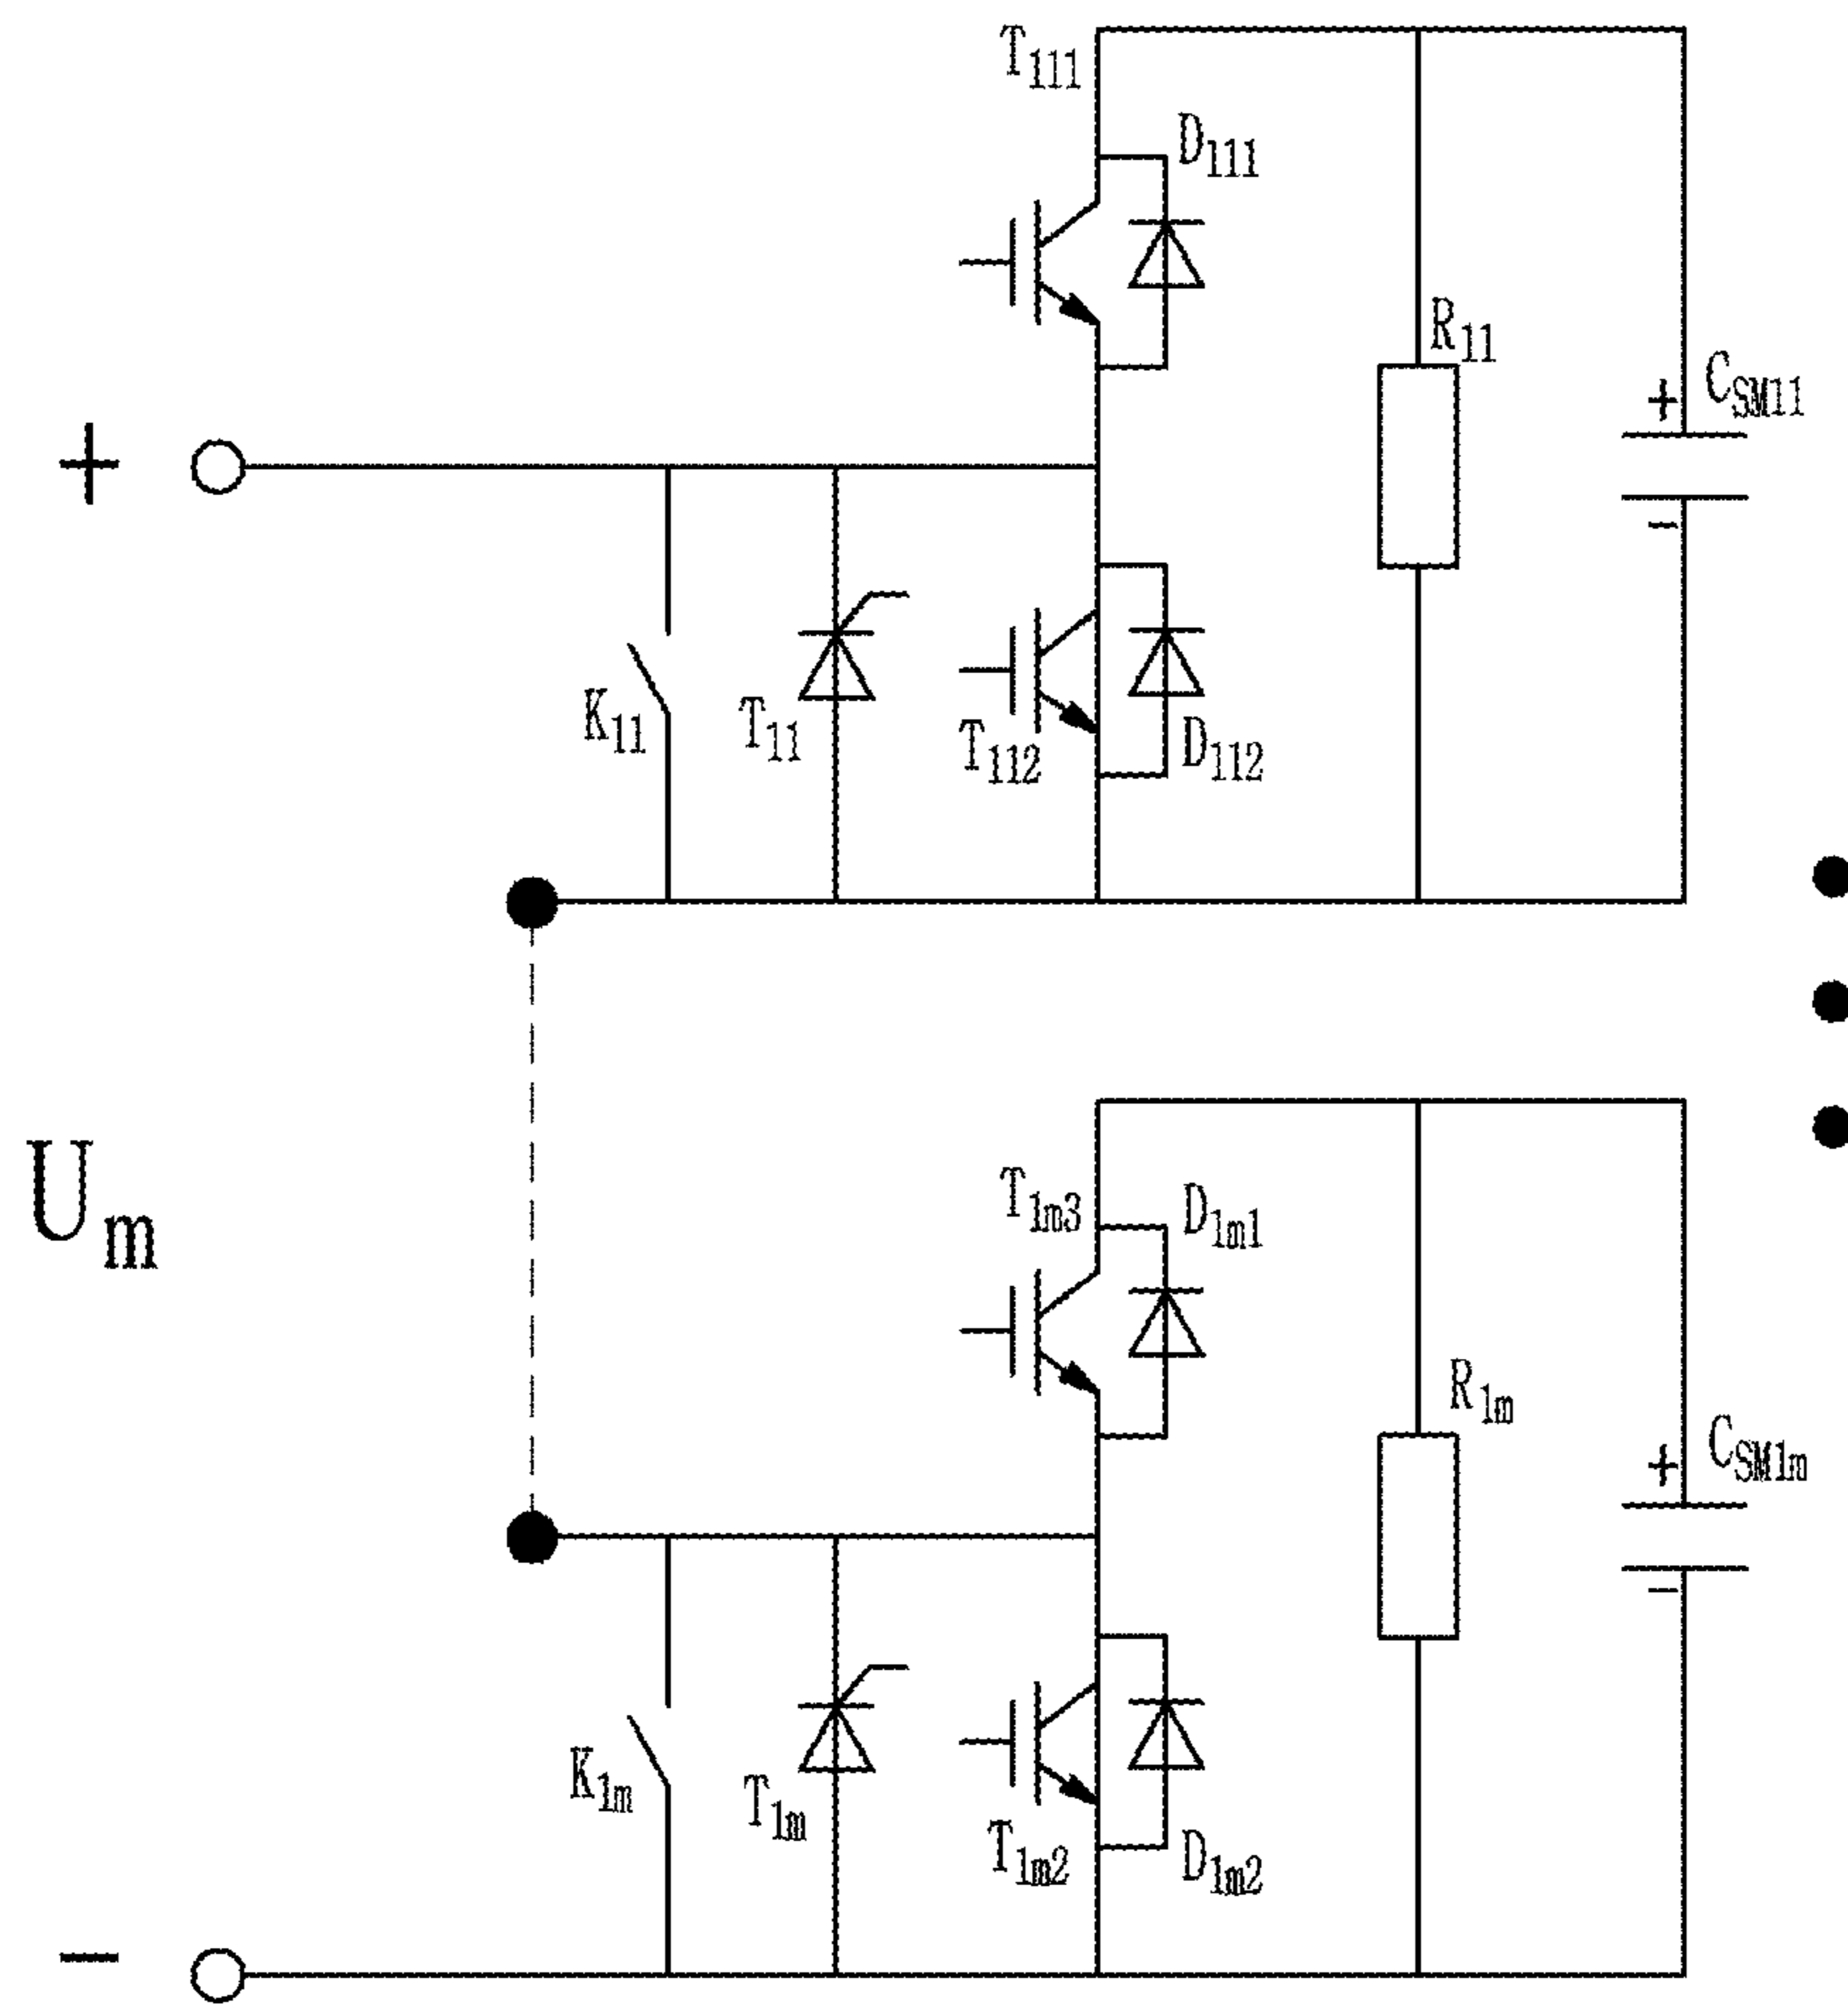 T111
D111
R11
CSM11
+
-
+
K11
T11
T112
D112
Um
T1m3
D1m1
R1m
CSM1m
+
-
K1m
T1m
T1m2
D1m2
-